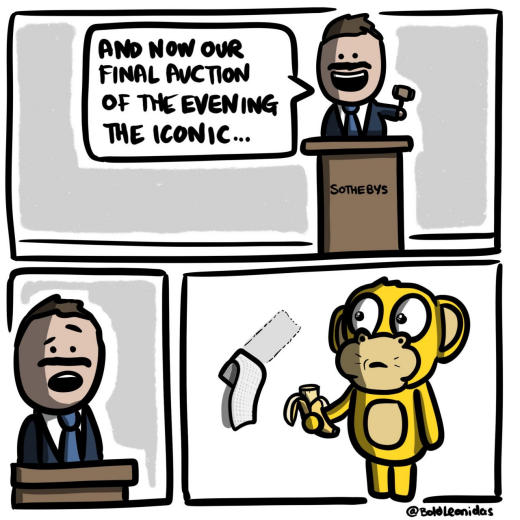 AND NOW OUR
FINAL AUCTION
OF THE EVENING
THE ICONIC...
SOTHEBYS
@BoldLeonidas